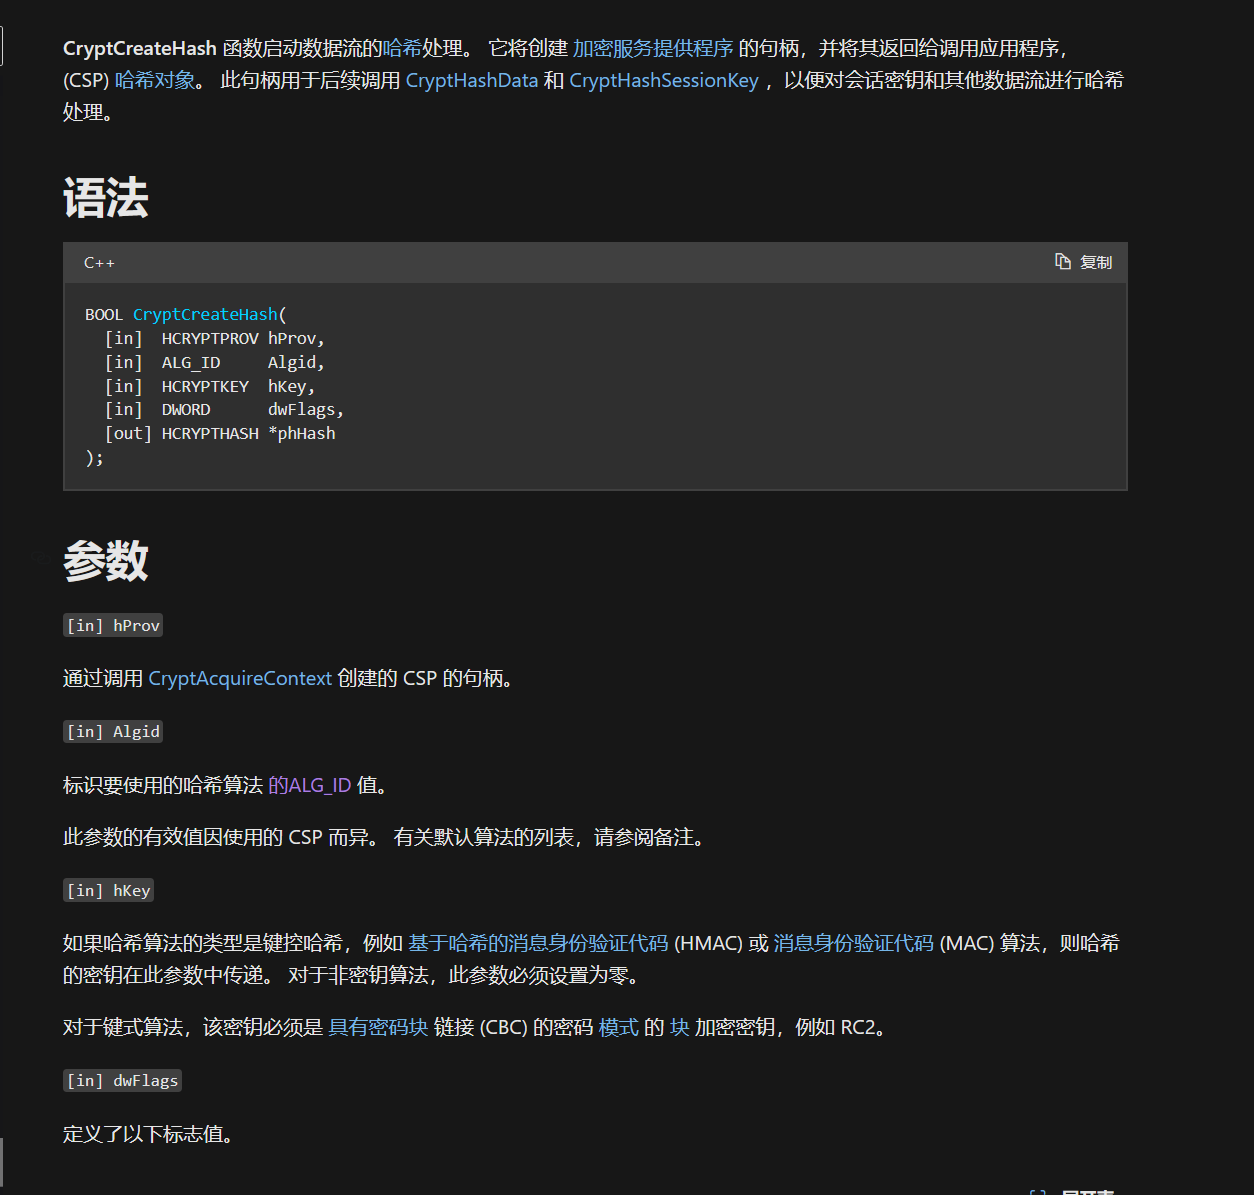 CryptCreateHash 函数启动数据流的哈希处理。 它将创建 加密服务提供程序 的句柄，并将其返回给调用应用程序，
(CSP) 哈希对象。 此句柄用于后续调用 CryptHashData 和 CryptHashSessionKey ，以便对会话密钥和其他数据流进行哈希
处理。
语法
C++ 复制
BOOL CryptCreateHash(
  [in]  HCRYPTPROV hProv,
  [in]  ALG_ID     Algid,
  [in]  HCRYPTKEY  hKey,
  [in]  DWORD      dwFlags,
  [out] HCRYPTHASH *phHash
);
参数
[in] hProv
通过调用 CryptAcquireContext 创建的 CSP 的句柄。
[in] Algid
标识要使用的哈希算法 的ALG_ID 值。
此参数的有效值因使用的 CSP 而异。 有关默认算法的列表，请参阅备注。
[in] hKey
如果哈希算法的类型是键控哈希，例如 基于哈希的消息身份验证代码 (HMAC) 或 消息身份验证代码 (MAC) 算法，则哈希
的密钥在此参数中传递。 对于非密钥算法，此参数必须设置为零。
对于键式算法，该密钥必须是 具有密码块 链接 (CBC) 的密码 模式 的 块 加密密钥，例如 RC2。
[in] dwFlags
定义了以下标志值。